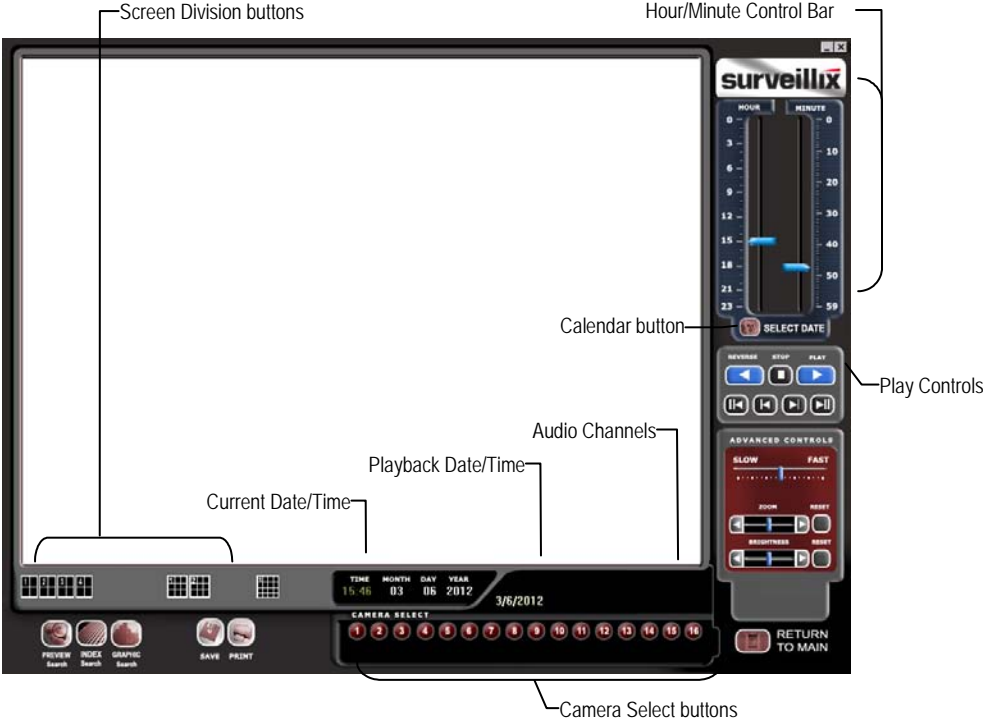 Screen Division buttons
Hour/Minute Control Bar
surveillix
HOUR MINUTE
0 0
3 10
6 20
9 30
12 40
15 50
18 59
21
23
Calendar button
SELECT DATE
REVERSE STOP PLAY
Play Controls
Audio Channels
Playback Date/Time
Current Date/Time
ADVANCED CONTROLS
SLOW FAST
ZOOM RESET
BRIGHTNESS RESET
1 2 3 4
TIME MONTH DAY YEAR
15:46 03 06 2012
3/6/2012
CAMERA SELECT
1 2 3 4 5 6 7 8 9 10 11 12 13 14 15 16
PREVIEW Search
INDEX Search
GRAPHIC Search
SAVE PRINT
RETURN TO MAIN
Camera Select buttons